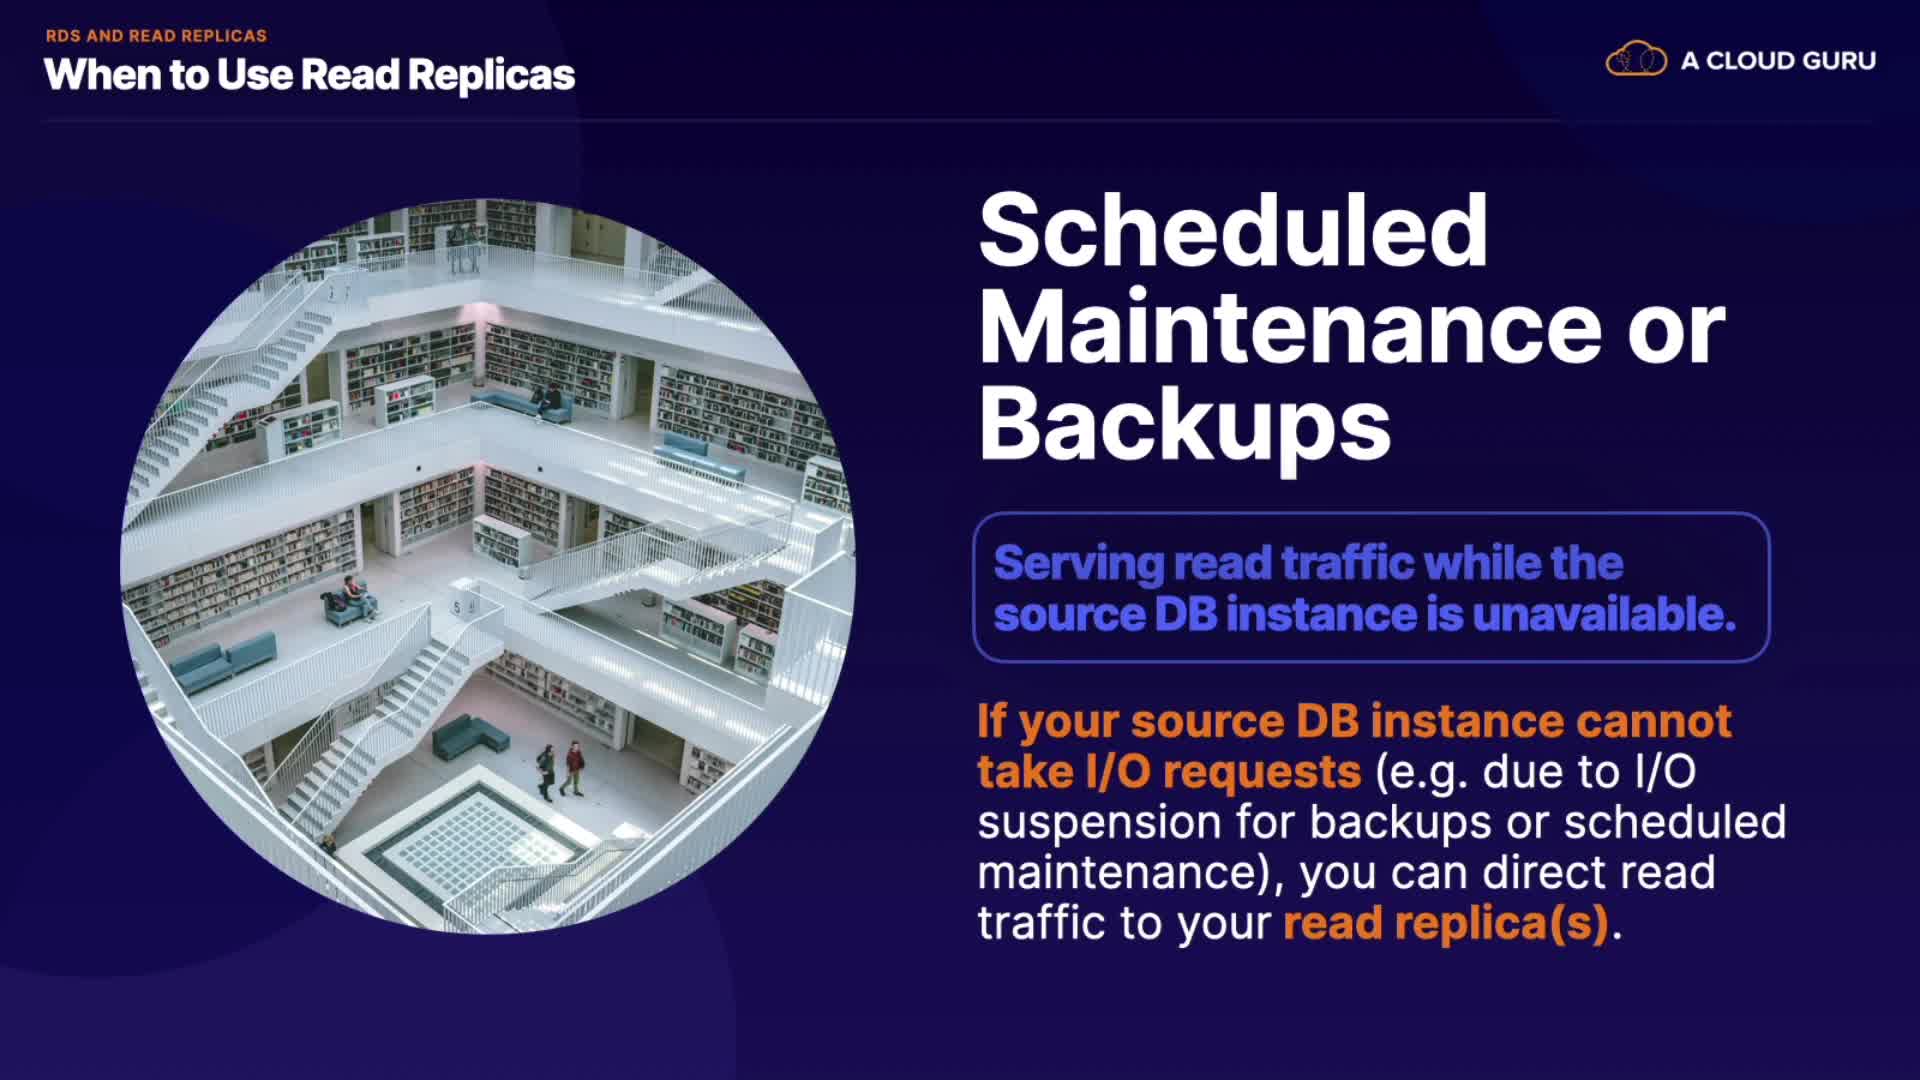 RDS AND READ REPLICAS
When to Use Read Replicas
A CLOUD GURU
Scheduled
Maintenance or
Backups
Serving read traffic while the
source DB instance is unavailable.
If your source DB instance cannot
take I/O requests (e.g. due to I/O
suspension for backups or scheduled
maintenance), you can direct read
traffic to your read replica(s).